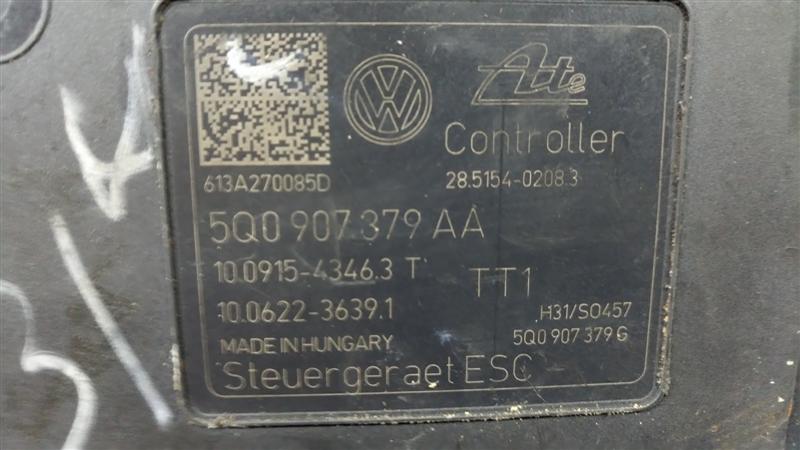 Ate
Controller
613A270085D
28.5154-0208.3
5Q0 907 379 AA
10.0915-4346.3 T
TT1
10.0622-3639.1
H31/SO457
MADE IN HUNGARY
5Q0 907 379 G
Steuergeraet ESC